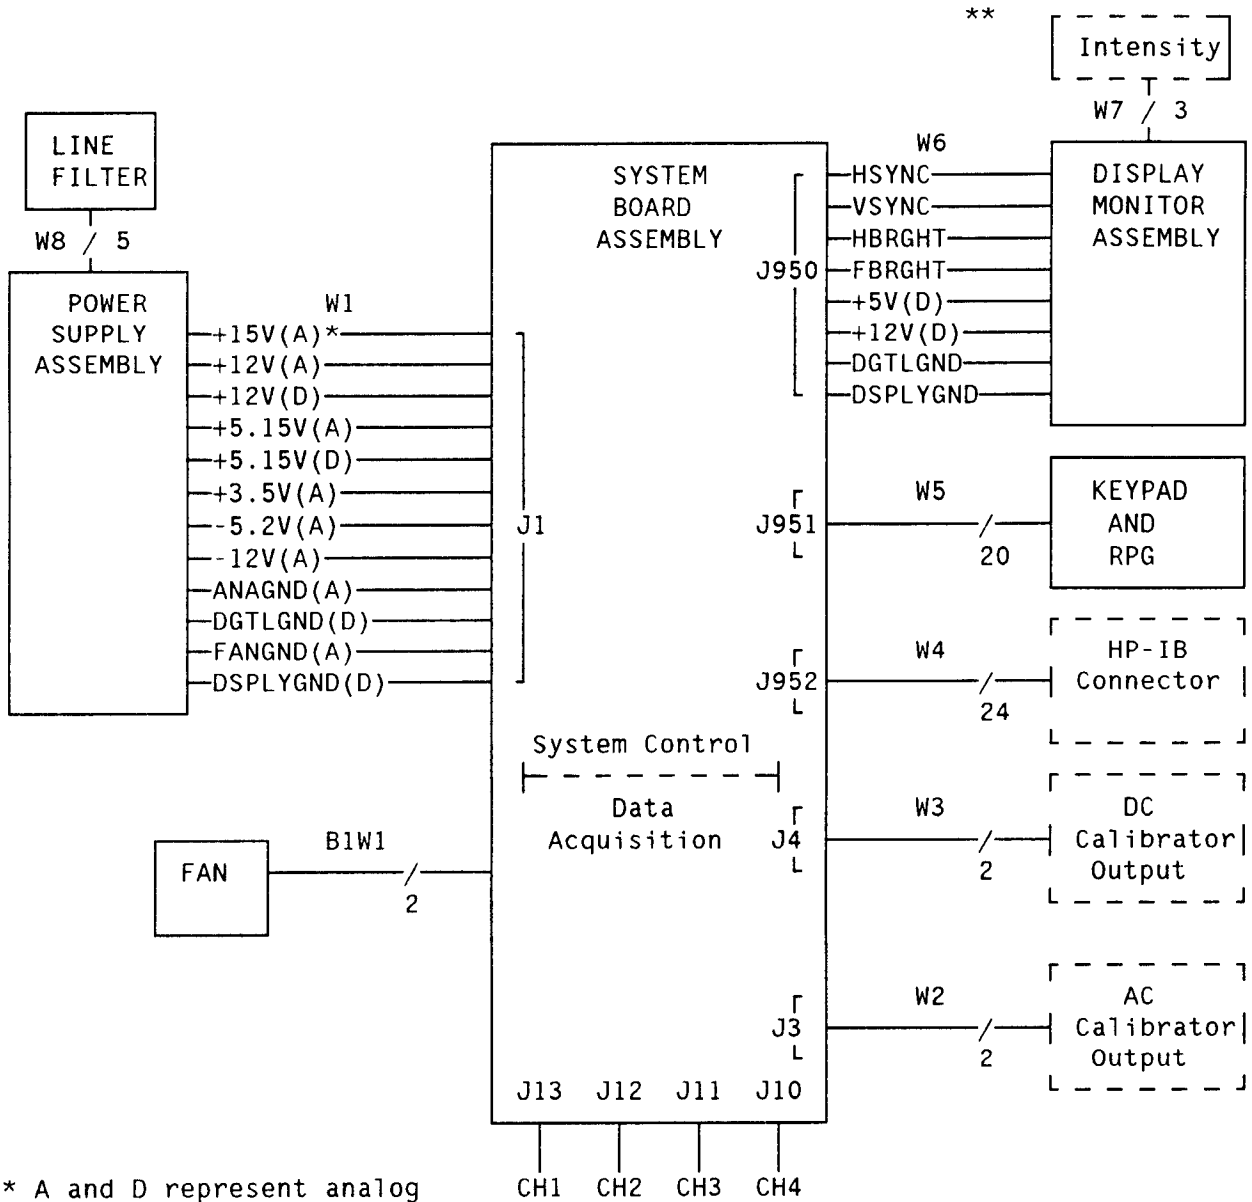 **
Intensity
W7 / 3
LINE
FILTER
W8 / 5
POWER
SUPPLY
ASSEMBLY
W1
+15V(A)*
+12V(A)
+12V(D)
+5.15V(A)
+5.15V(D)
+3.5V(A)
-5.2V(A)
-12V(A)
ANAGND(A)
DGTLGND(D)
FANGND(A)
DSPLYGND(D)
J1
SYSTEM
BOARD
ASSEMBLY
J950
W6
HSYNC
VSYNC
HBRGHT
FBRGHT
+5V(D)
+12V(D)
DGTLGND
DSPLYGND
DISPLAY
MONITOR
ASSEMBLY
J951
W5
20
KEYPAD
AND
RPG
J952
W4
24
HP-IB
Connector
System Control
Data
Acquisition
J4
W3
2
DC
Calibrator
Output
FAN
B1W1
2
J3
W2
2
AC
Calibrator
Output
J13 J12 J11 J10
CH1 CH2 CH3 CH4
* A and D represent analog